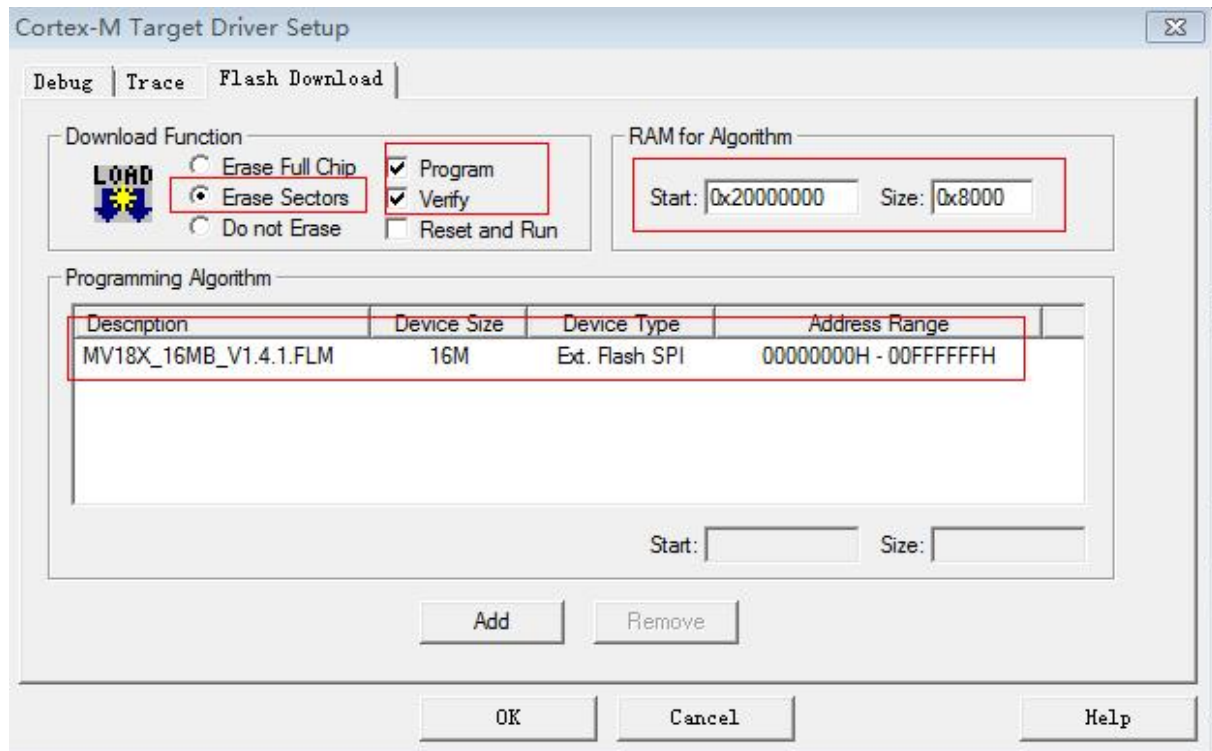 Cortex-M Target Driver Setup
Debug Trace Flash Download
Download Function
LOAD
Erase Full Chip
Erase Sectors
Do not Erase
Program
Verify
Reset and Run
RAM for Algorithm
Start: 0x20000000 Size: 0x8000
Programming Algorithm
Description Device Size Device Type Address Range
MV18X_16MB_V1.4.1.FLM 16M Ext. Flash SPI 00000000H - 00FFFFFFH
Start: Size:
Add Remove
OK Cancel Help